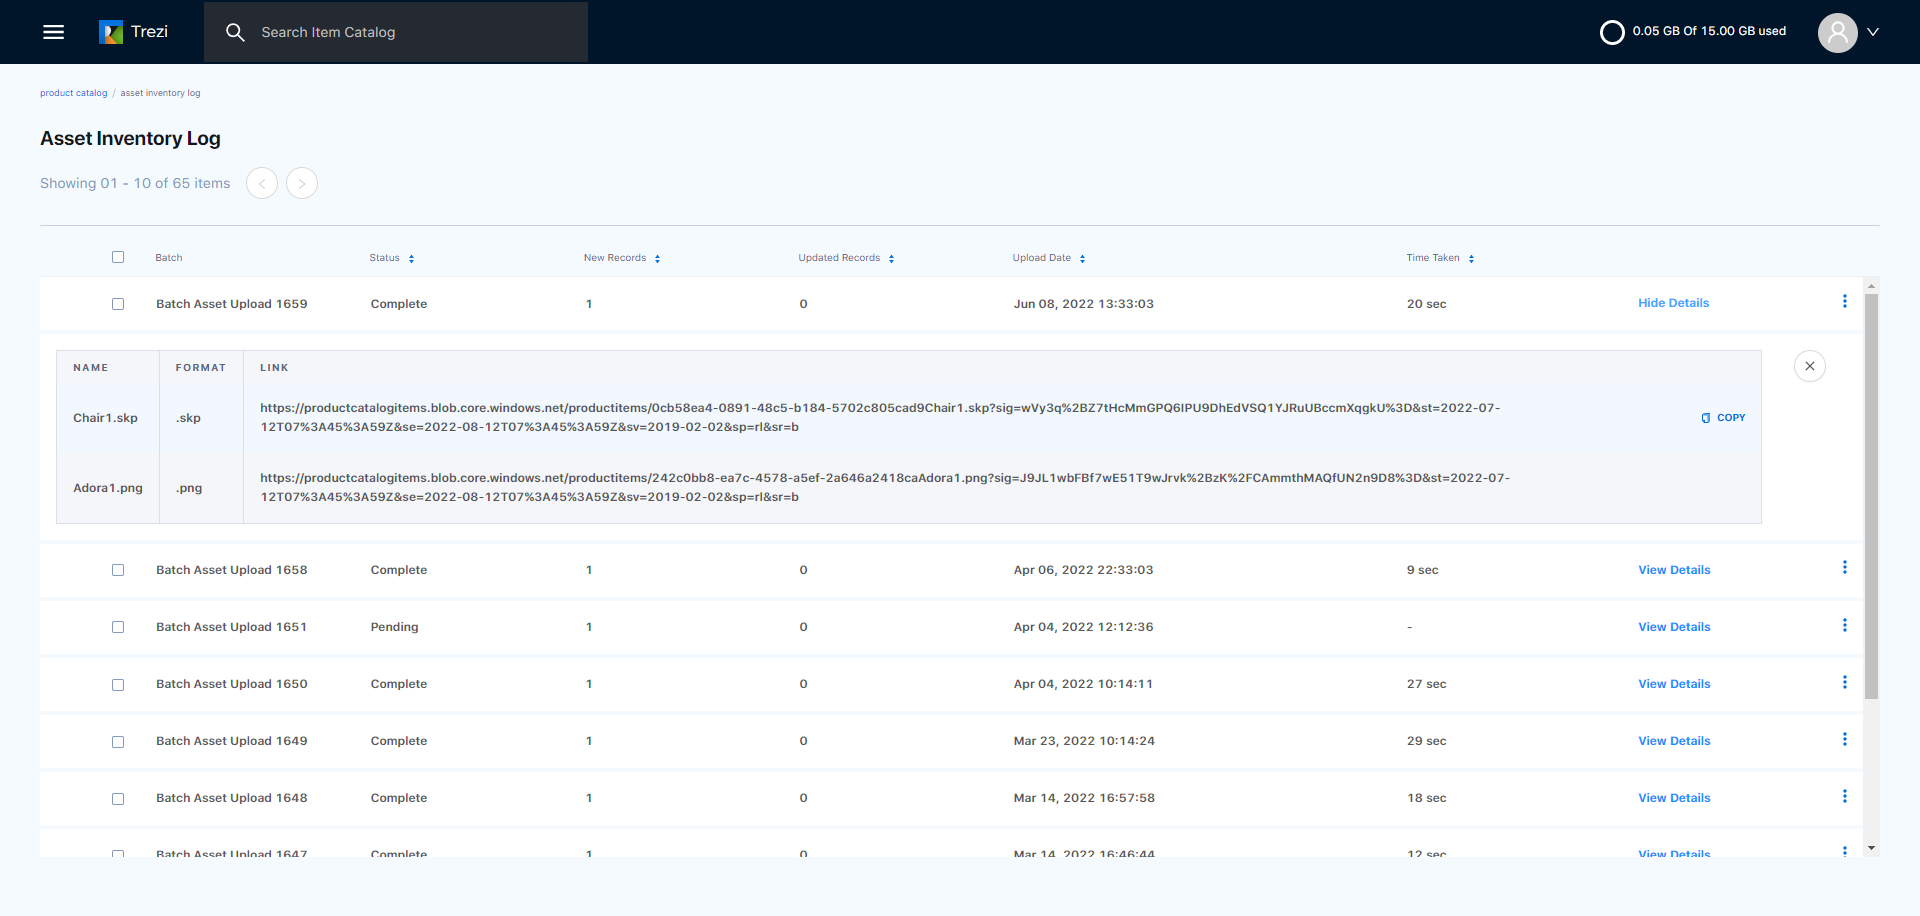 Trezi
Search Item Catalog
0.05 GB Of 15.00 GB used
product catalog / asset inventory log
Asset Inventory Log
Showing 01 - 10 of 65 items
Batch Status New Records Updated Records Upload Date Time Taken
Batch Asset Upload 1659 Complete 1 0 Jun 08, 2022 13:33:03 20 sec Hide Details
NAME FORMAT LINK
Chair1.skp .skp https://productcatalogitems.blob.core.windows.net/productitems/0cb58ea4-0891-48c5-b184-5702c805cad9Chair1.skp?sig=wVy3q%2BZ7tHcMmGPQ6IPU9DhEdVSQ1YJRuUBccmXqgkU%3D&st=2022-07-
12T07%3A45%3A59Z&se=2022-08-12T07%3A45%3A59Z&sv=2019-02-02&sp=rl&sr=b
COPY
Adora1.png .png https://productcatalogitems.blob.core.windows.net/productitems/242c0bb8-ea7c-4578-a5ef-2a646a2418caAdora1.png?sig=J9JL1wbFBf7wE51T9wJrvk%2BzK%2FCAmmthMAQfUN2n9D8%3D&st=2022-07-
12T07%3A45%3A59Z&se=2022-08-12T07%3A45%3A59Z&sv=2019-02-02&sp=rl&sr=b
Batch Asset Upload 1658 Complete 1 0 Apr 06, 2022 22:33:03 9 sec View Details
Batch Asset Upload 1651 Pending 1 0 Apr 04, 2022 12:12:36 - View Details
Batch Asset Upload 1650 Complete 1 0 Apr 04, 2022 10:14:11 27 sec View Details
Batch Asset Upload 1649 Complete 1 0 Mar 23, 2022 10:14:24 29 sec View Details
Batch Asset Upload 1648 Complete 1 0 Mar 14, 2022 16:57:58 18 sec View Details
Batch Asset Upload 1647 Complete 1 0 Mar 14, 2022 16:46:44 12 sec View Details